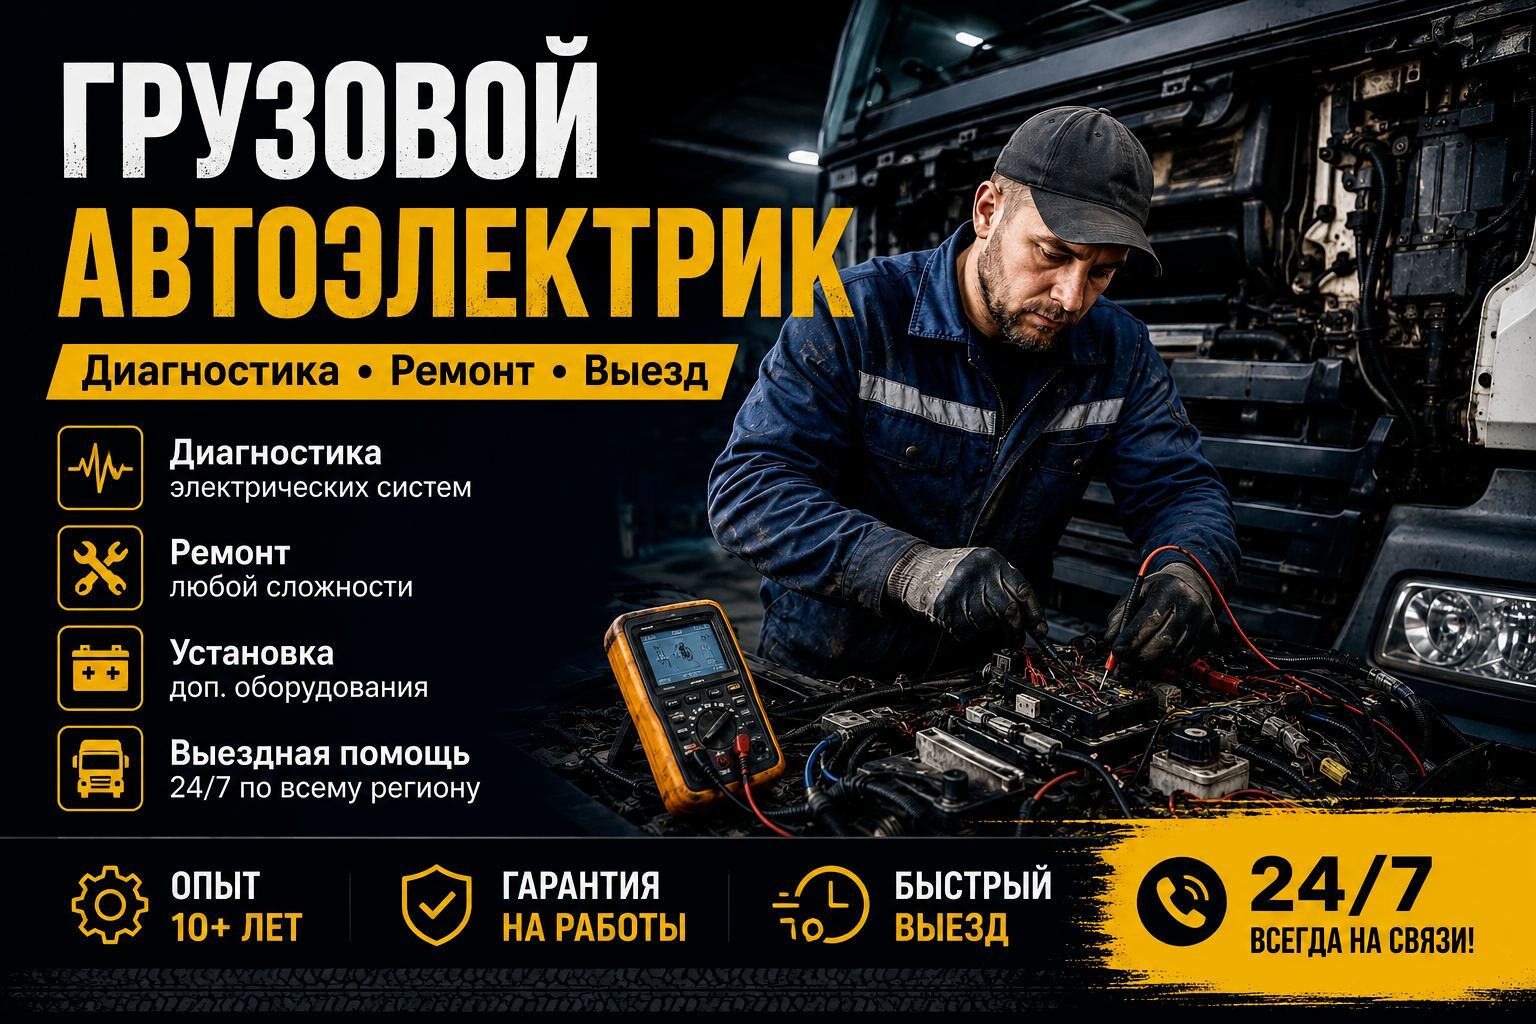 ГРУЗОВОЙ
АВТОЭЛЕКТРИК
Диагностика • Ремонт • Выезд
Диагностика
электрических систем
Ремонт
любой сложности
Установка
доп. оборудования
Выездная помощь
24/7 по всему региону
ОПЫТ
10+ ЛЕТ
ГАРАНТИЯ
НА РАБОТЫ
БЫСТРЫЙ
ВЫЕЗД
24/7
ВСЕГДА НА СВЯЗИ!